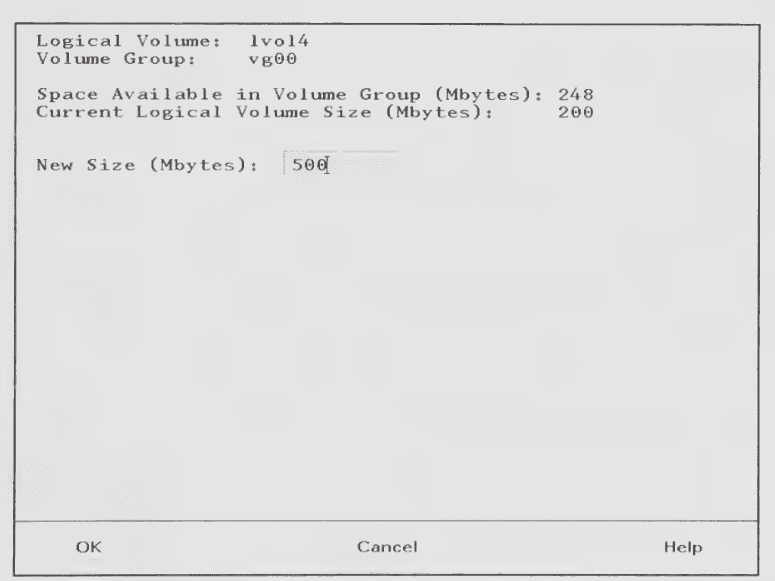 Logical Volume: lvol4
Volume Group: vg00
Space Available in Volume Group (Mbytes): 248
Current Logical Volume Size (Mbytes): 200
New Size (Mbytes): 500
OK Cancel Help